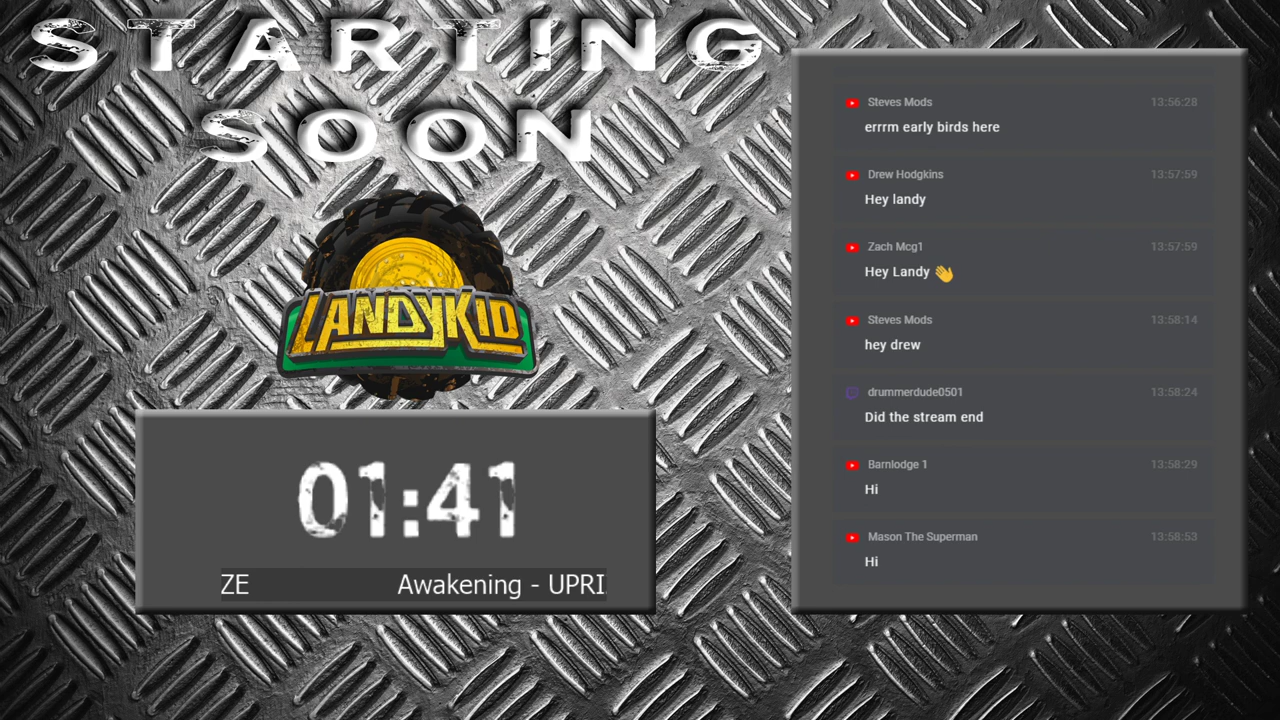 STARTING
SOON
LANDYKID
01:41
ZE Awakening - UPRI
Steves Mods 13:56:28
errrm early birds here
Drew Hodgkins 13:57:59
Hey landy
Zach Mcg1 13:57:59
Hey Landy 👋
Steves Mods 13:58:14
hey drew
drummerdude0501 13:58:24
Did the stream end
Barnlodge 1 13:58:29
Hi
Mason The Superman 13:58:53
Hi